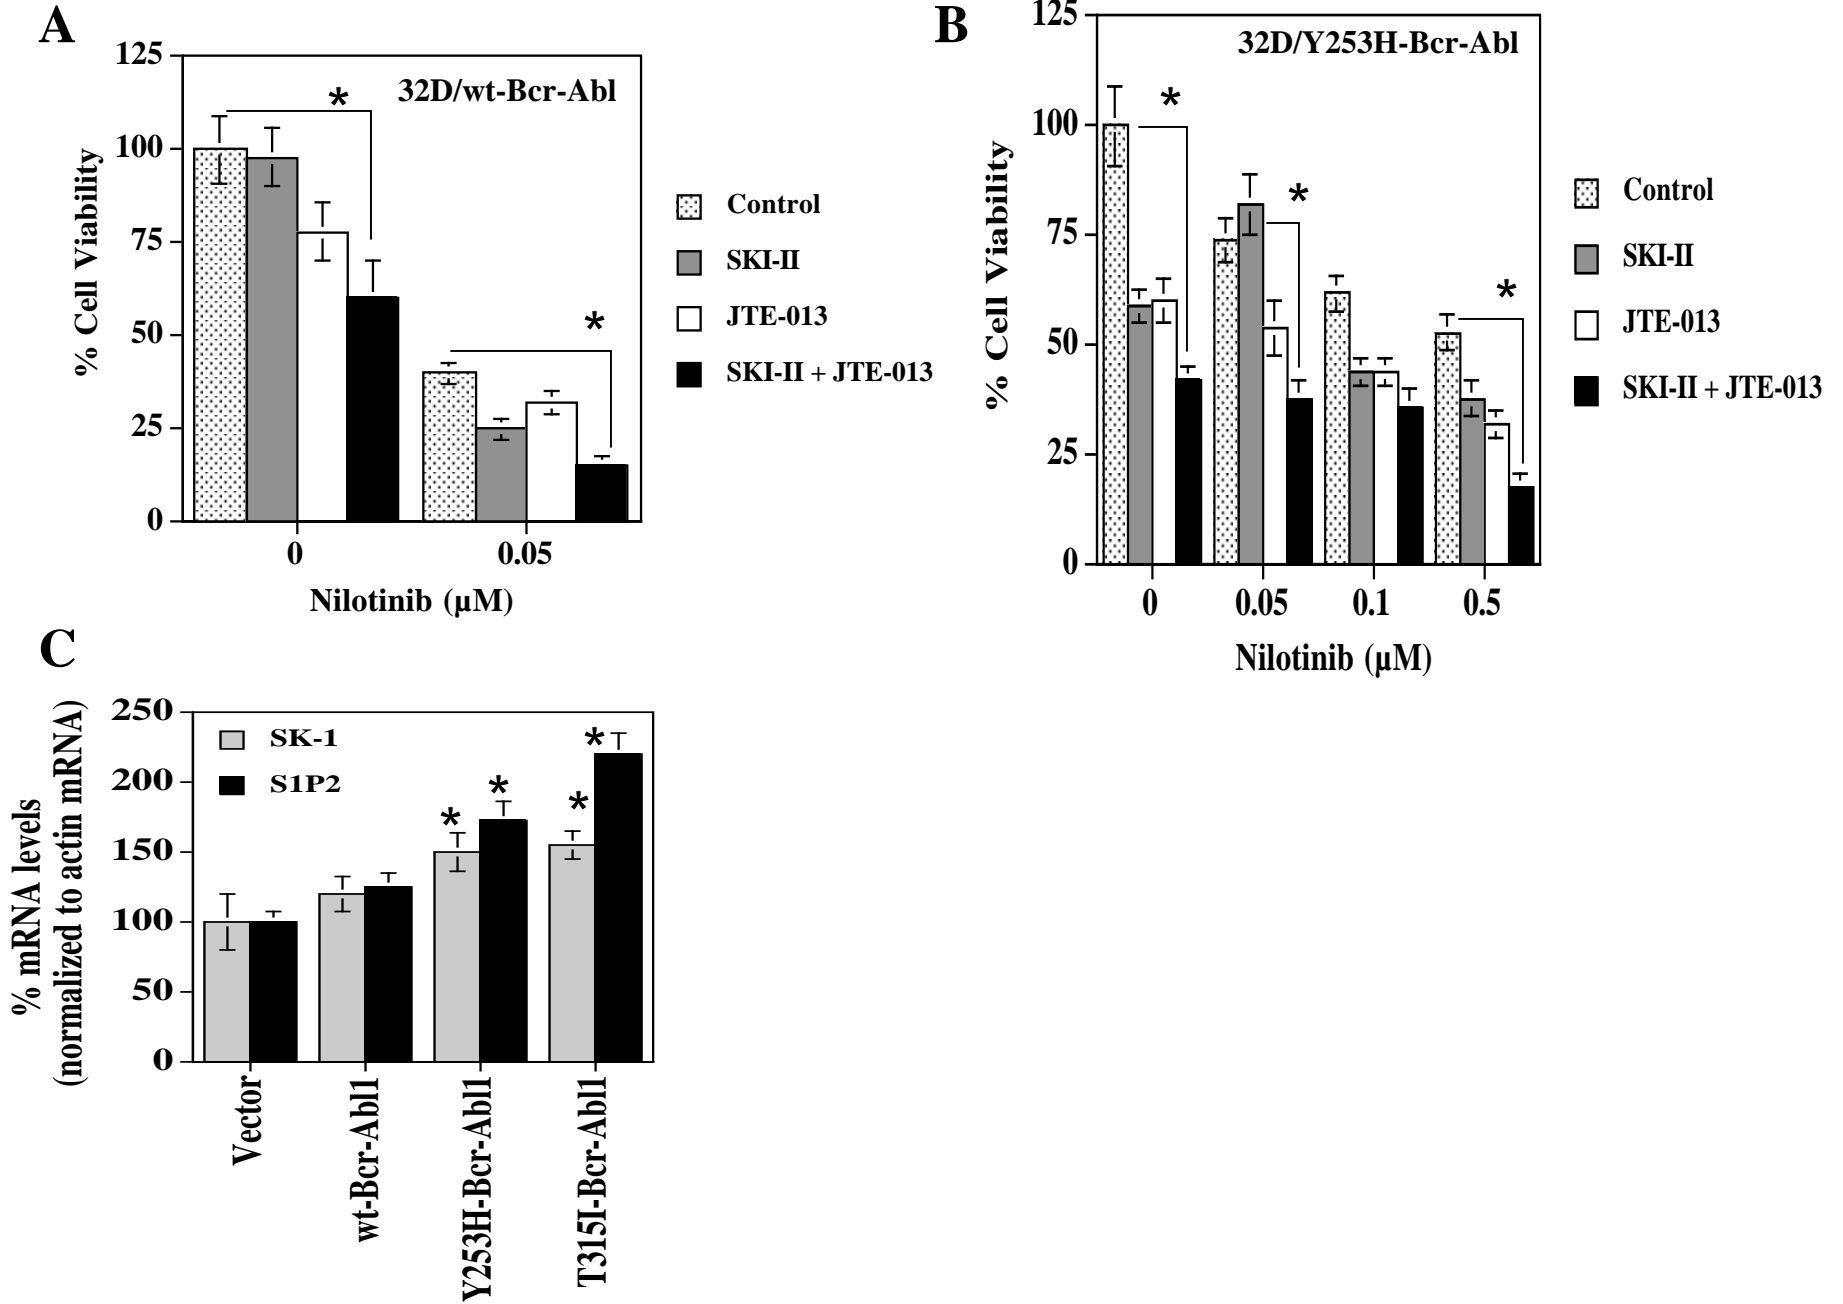 A
125
100
75
50
25
0
% Cell Viability
32D/wt-Bcr-Abl
*
*
0
0.05
Nilotinib (µM)
Control
SKI-II
JTE-013
SKI-II + JTE-013
B
125
100
75
50
25
0
% Cell Viability
32D/Y253H-Bcr-Abl
*
*
*
0
0.05
0.1
0.5
Nilotinib (µM)
Control
SKI-II
JTE-013
SKI-II + JTE-013
C
250
200
150
100
50
0
% mRNA levels
(normalized to actin mRNA)
SK-1
S1P2
*
*
*
*
Vector
wt-Bcr-Abl1
Y253H-Bcr-Abl1
T315I-Bcr-Abl1